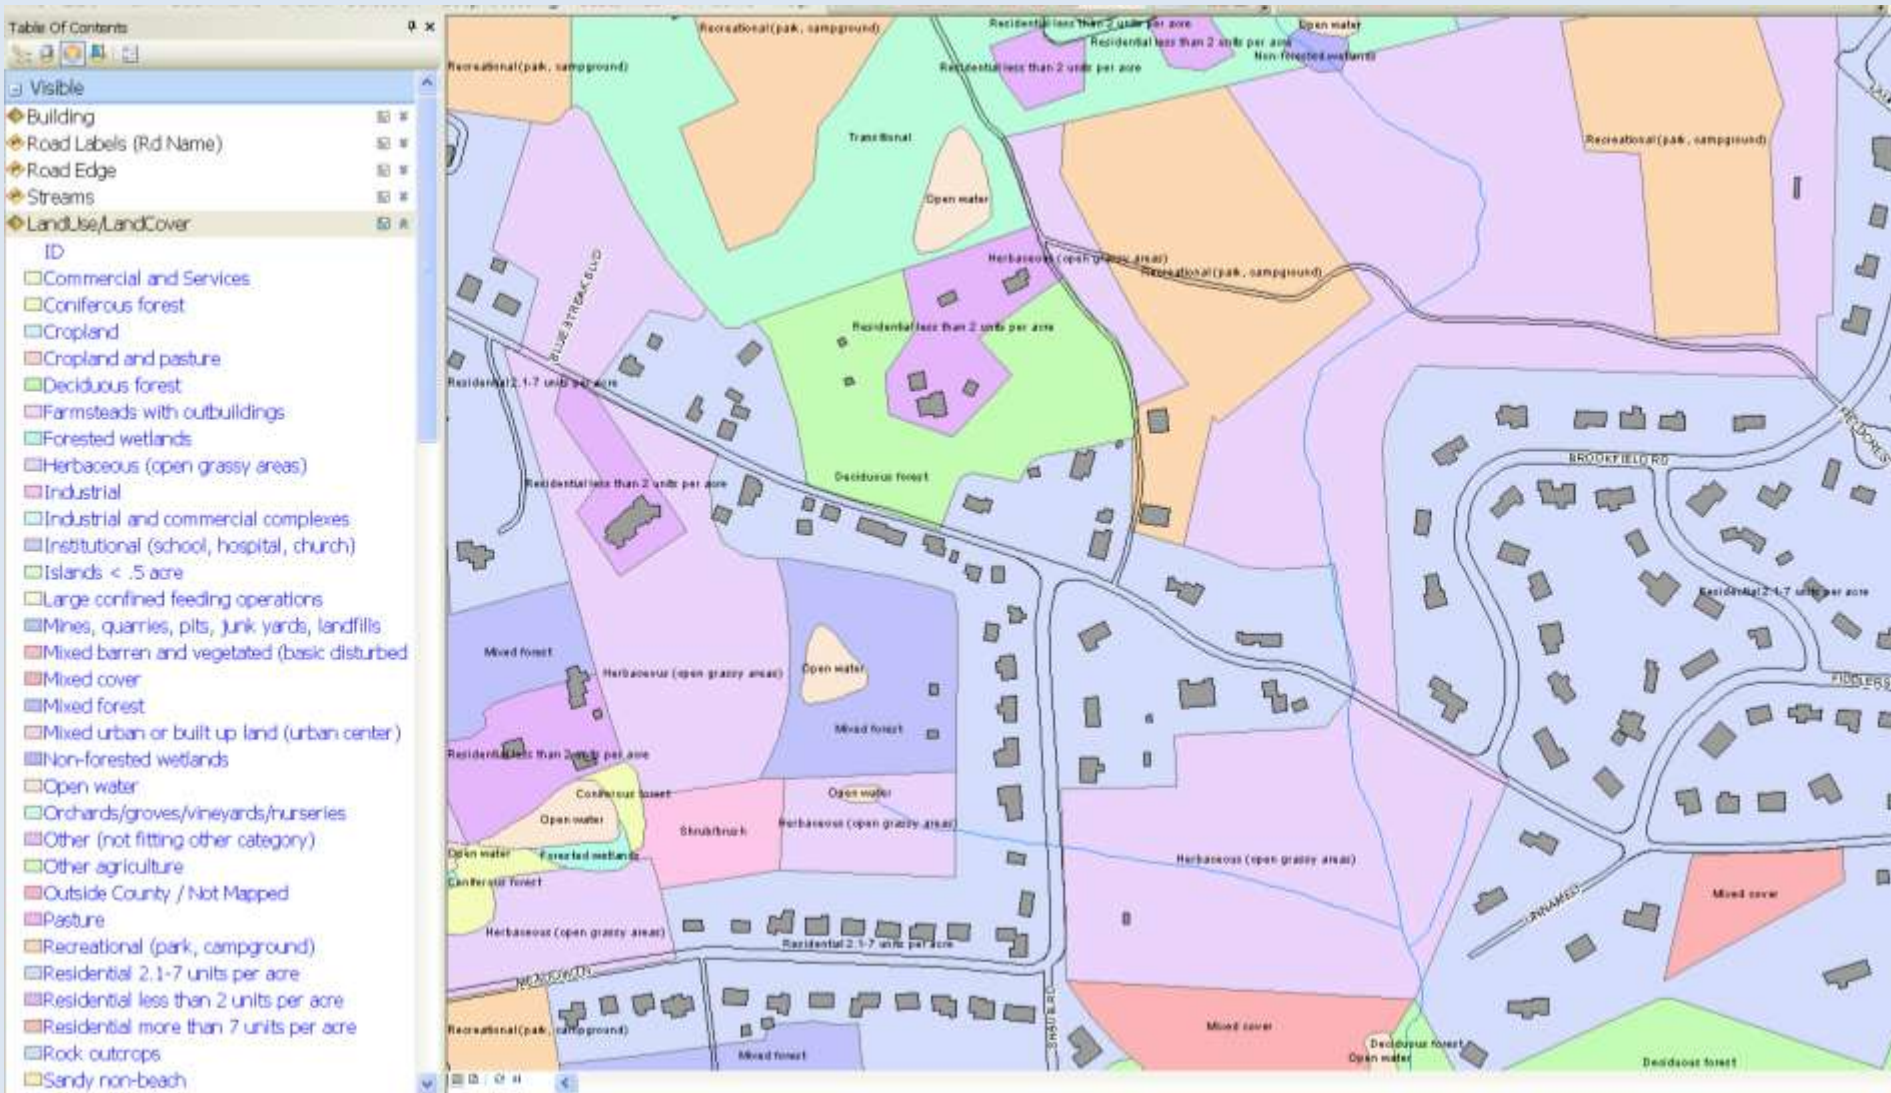 Table Of Contents
Visible
Building
Road Labels (Rd Name)
Road Edge
Streams
LandUse/LandCover
ID
Commercial and Services
Coniferous forest
Cropland
Cropland and pasture
Deciduous forest
Farmsteads with outbuildings
Forested wetlands
Herbaceous (open grassy areas)
Industrial
Industrial and commercial complexes
Institutional (school, hospital, church)
Islands < .5 acre
Large confined feeding operations
Mines, quarries, pits, junk yards, landfills
Mixed barren and vegetated (basic disturbed
Mixed cover
Mixed forest
Mixed urban or built up land (urban center)
Non-forested wetlands
Open water
Orchards/groves/vineyards/nurseries
Other (not fitting other category)
Other agriculture
Outside County / Not Mapped
Pasture
Recreational (park, campground)
Residential 2.1-7 units per acre
Residential less than 2 units per acre
Residential more than 7 units per acre
Rock outcrops
Sandy non-beach
Recreational (park, campground)
Residential less than 2 units per acre
Open water
Residential less than 2 units per acre
Non-forested wetlands
Recreational (park, campground)
Residential less than 2 units per acre
Transitional
Recreational (park, campground)
Open water
Herbaceous (open grassy areas)
Recreational (park, campground)
BLUE STREAK BLVD
Residential less than 2 units per acre
Residential 2.1-7 units per acre
BROOKFIELD RD
Deciduous forest
Residential less than 2 units per acre
Residential 2.1-7 units per acre
Mixed forest
Herbaceous (open grassy areas)
Open water
FIDDLERS
Mixed forest
Residential less than 2 units per acre
Coniferous forest
Open water
Open water
Shrub/brush
Herbaceous (open grassy areas)
Open water
Forested wetlands
Herbaceous (open grassy areas)
Coniferous forest
Mixed cover
UNNAMED
Herbaceous (open grassy areas)
Residential 2.1-7 units per acre
Recreational (park, campground)
Mixed cover
Mixed forest
Deciduous forest
Open water
Deciduous forest